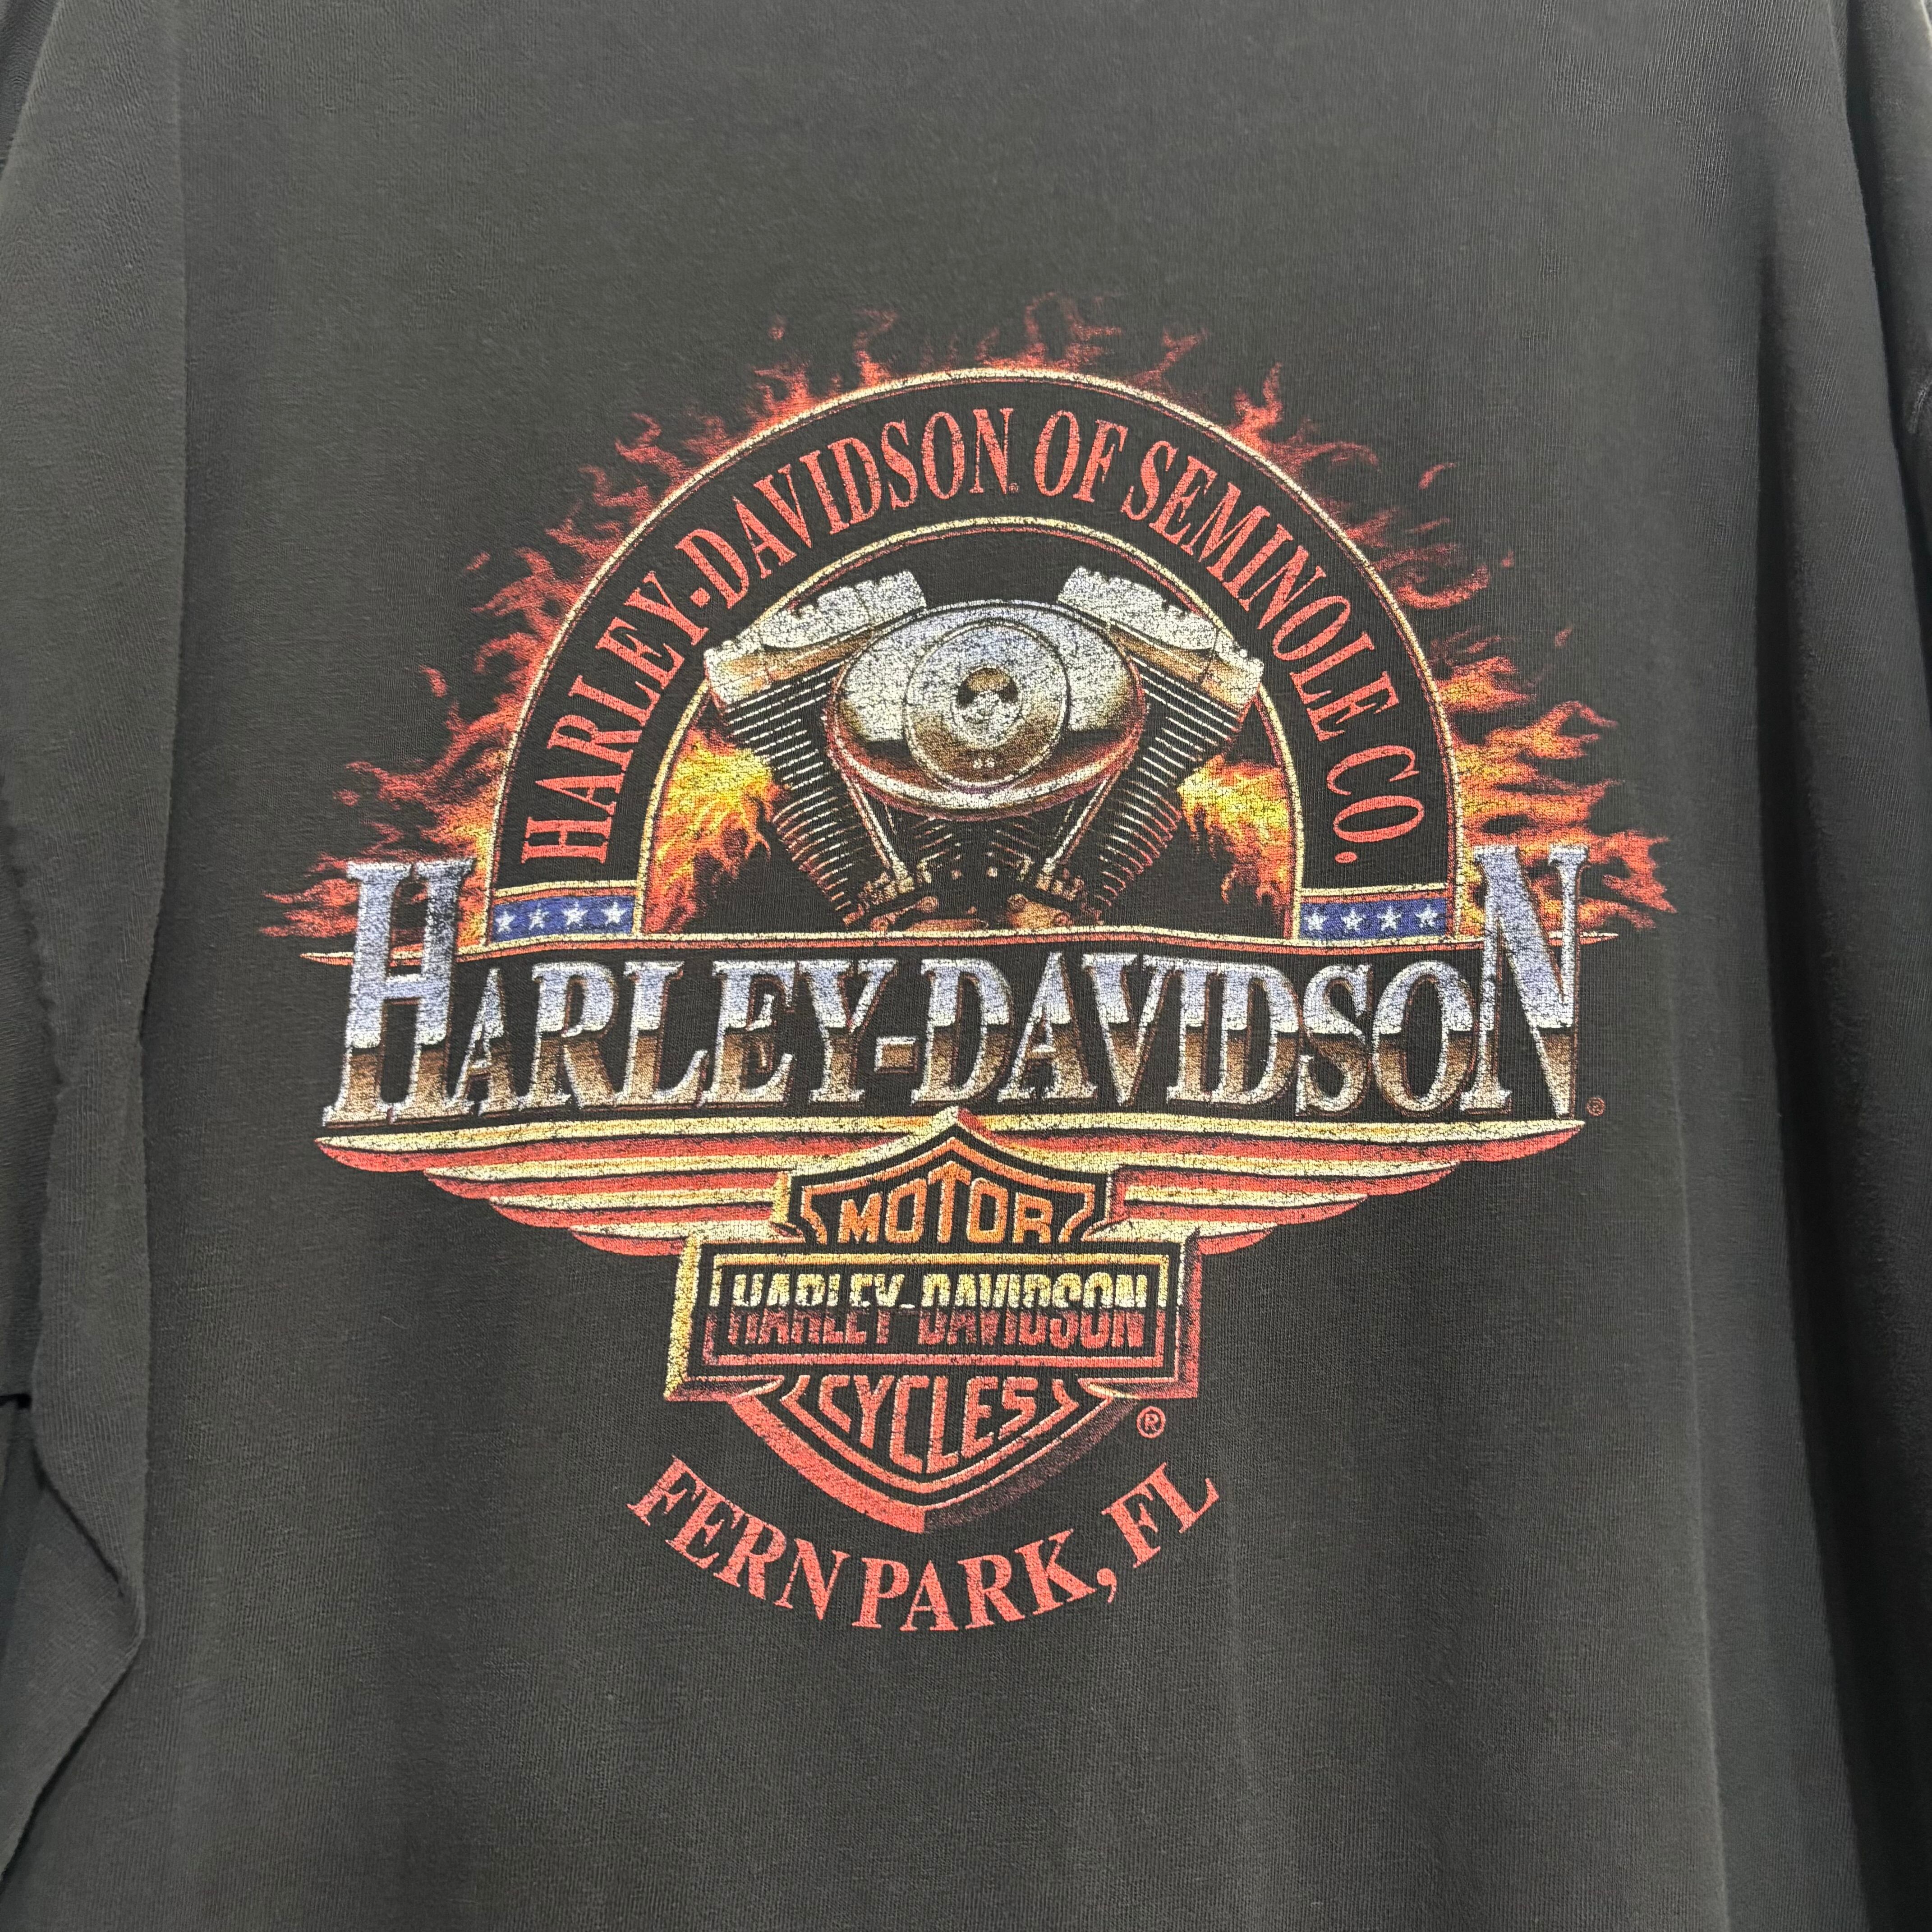 HARLEY-DAVIDSON® OF SEMINOLE CO.
HARLEY-DAVIDSON®
MOTOR
HARLEY-DAVIDSON
CYCLES
®
FERN PARK, FL